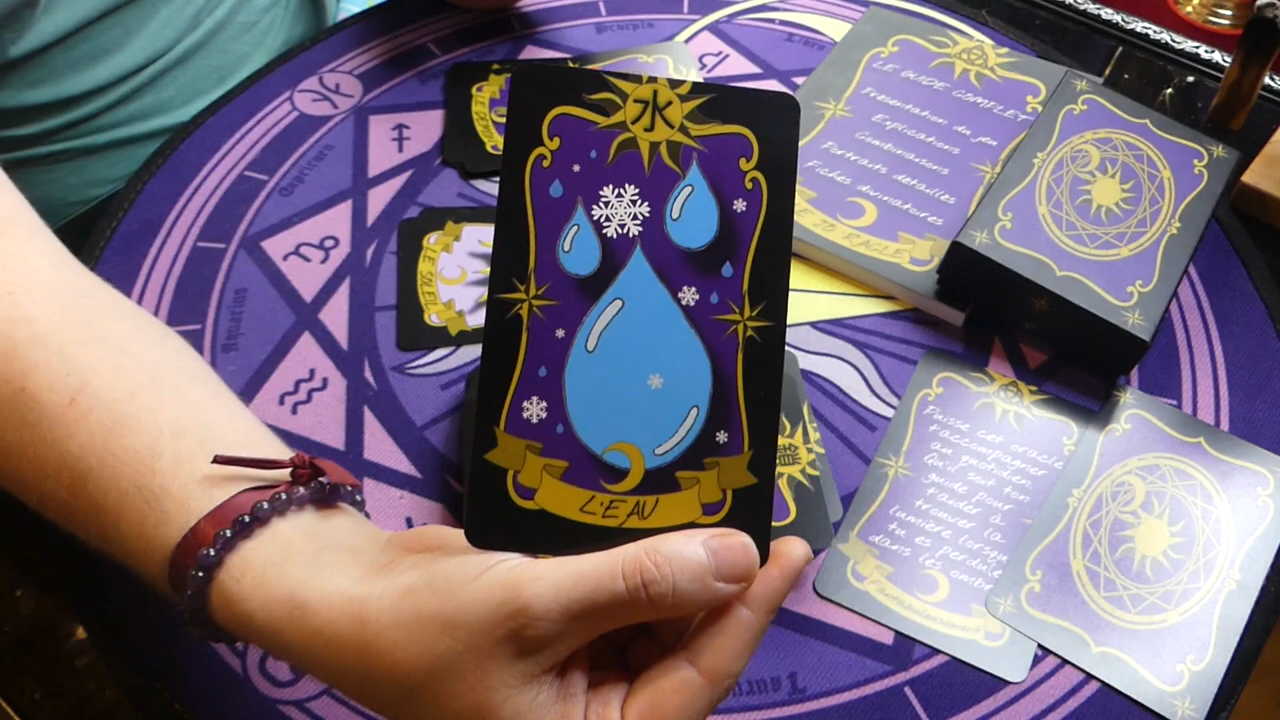 水
L'EAU
LE SOLEIL
LE GUIDE COMPLET
Présentation du jeu
Explications
Combinaisons
Portraits détaillés
Fiches divinatoires
Puisse cet oracle
t'accompagner
au quotidien.
Qu'il soit ton
guide pour
trouver la
lumière lorsque
tu es perdu(e)
dans les
Scorpio
Libra
Capricorn
Aquarius
Taurus